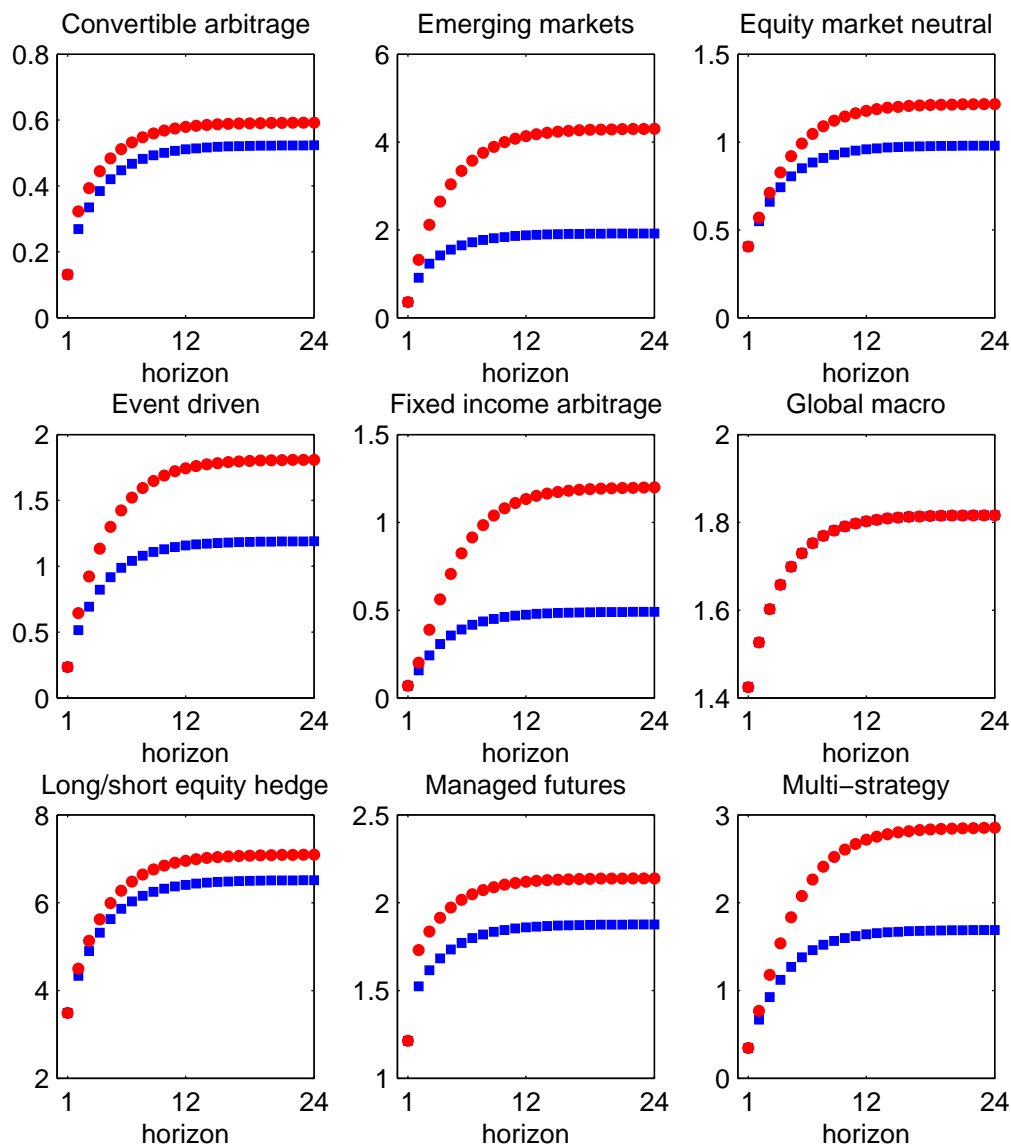 Convertible arbitrage
0.8
0.6
0.4
0.2
0
1 12 24
horizon
Emerging markets
6
4
2
0
1 12 24
horizon
Equity market neutral
1.5
1
0.5
0
1 12 24
horizon
Event driven
2
1.5
1
0.5
0
1 12 24
horizon
Fixed income arbitrage
1.5
1
0.5
0
1 12 24
horizon
Global macro
2
1.8
1.6
1.4
1 12 24
horizon
Long/short equity hedge
8
6
4
2
1 12 24
horizon
Managed futures
2.5
2
1.5
1
1 12 24
horizon
Multi−strategy
3
2
1
0
1 12 24
horizon